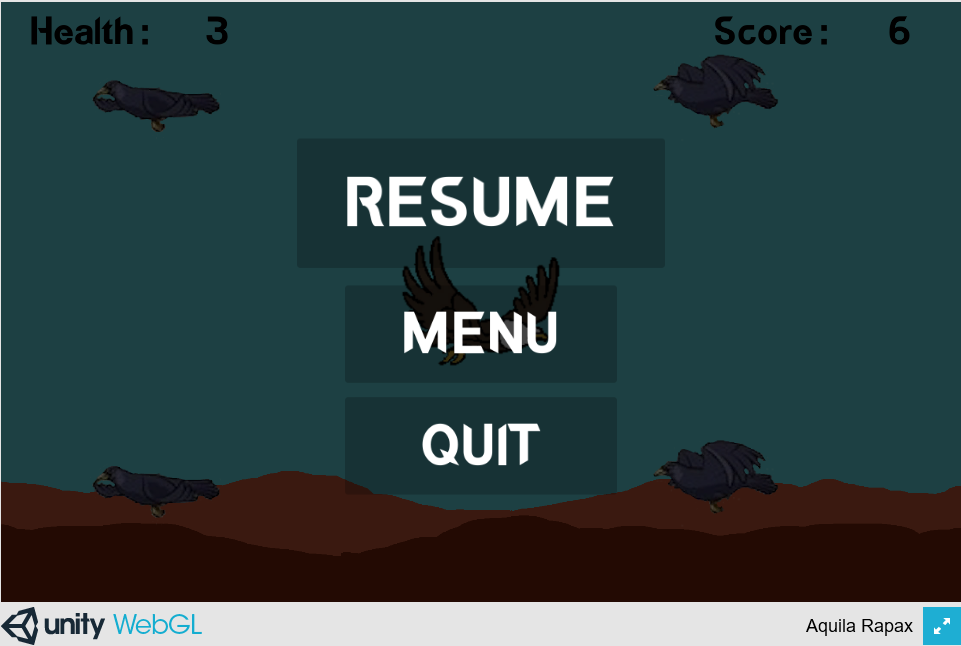 Health: 3 Score: 6
RESUME
MENU
QUIT
unity WebGL Aquila Rapax